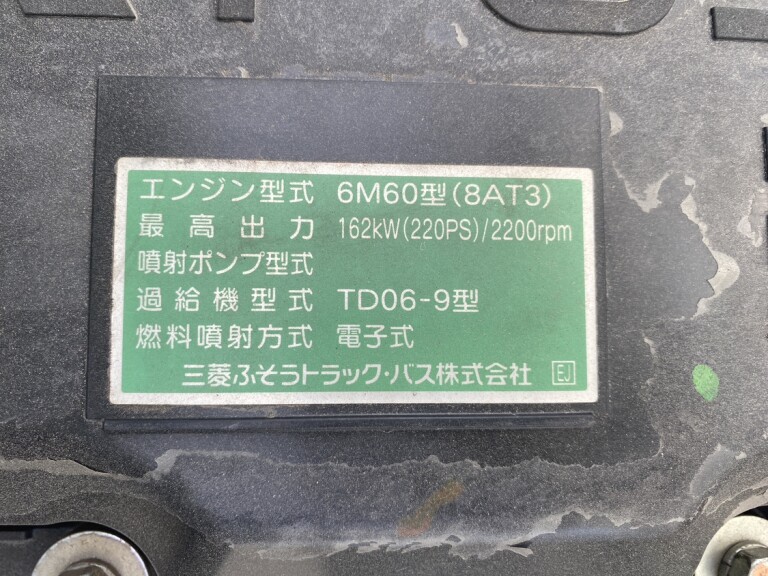 エンジン型式 6M60型(8AT3)
最高出力 162kW(220PS)/2200rpm
噴射ポンプ型式
過給機型式 TD06-9型
燃料噴射方式 電子式
三菱ふそうトラック・バス株式会社 EJ